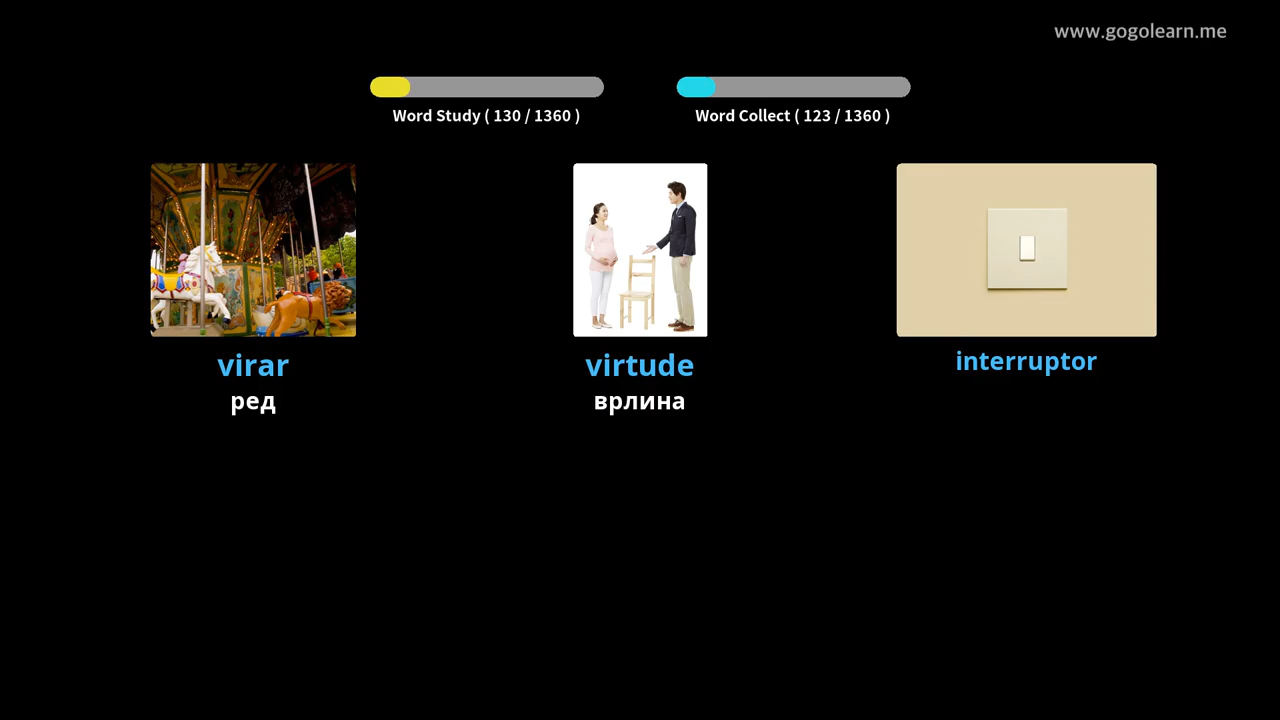 www.gogolearn.me
Word Study ( 130 / 1360 )
Word Collect ( 123 / 1360 )
virar
ред
virtude
врлина
interruptor